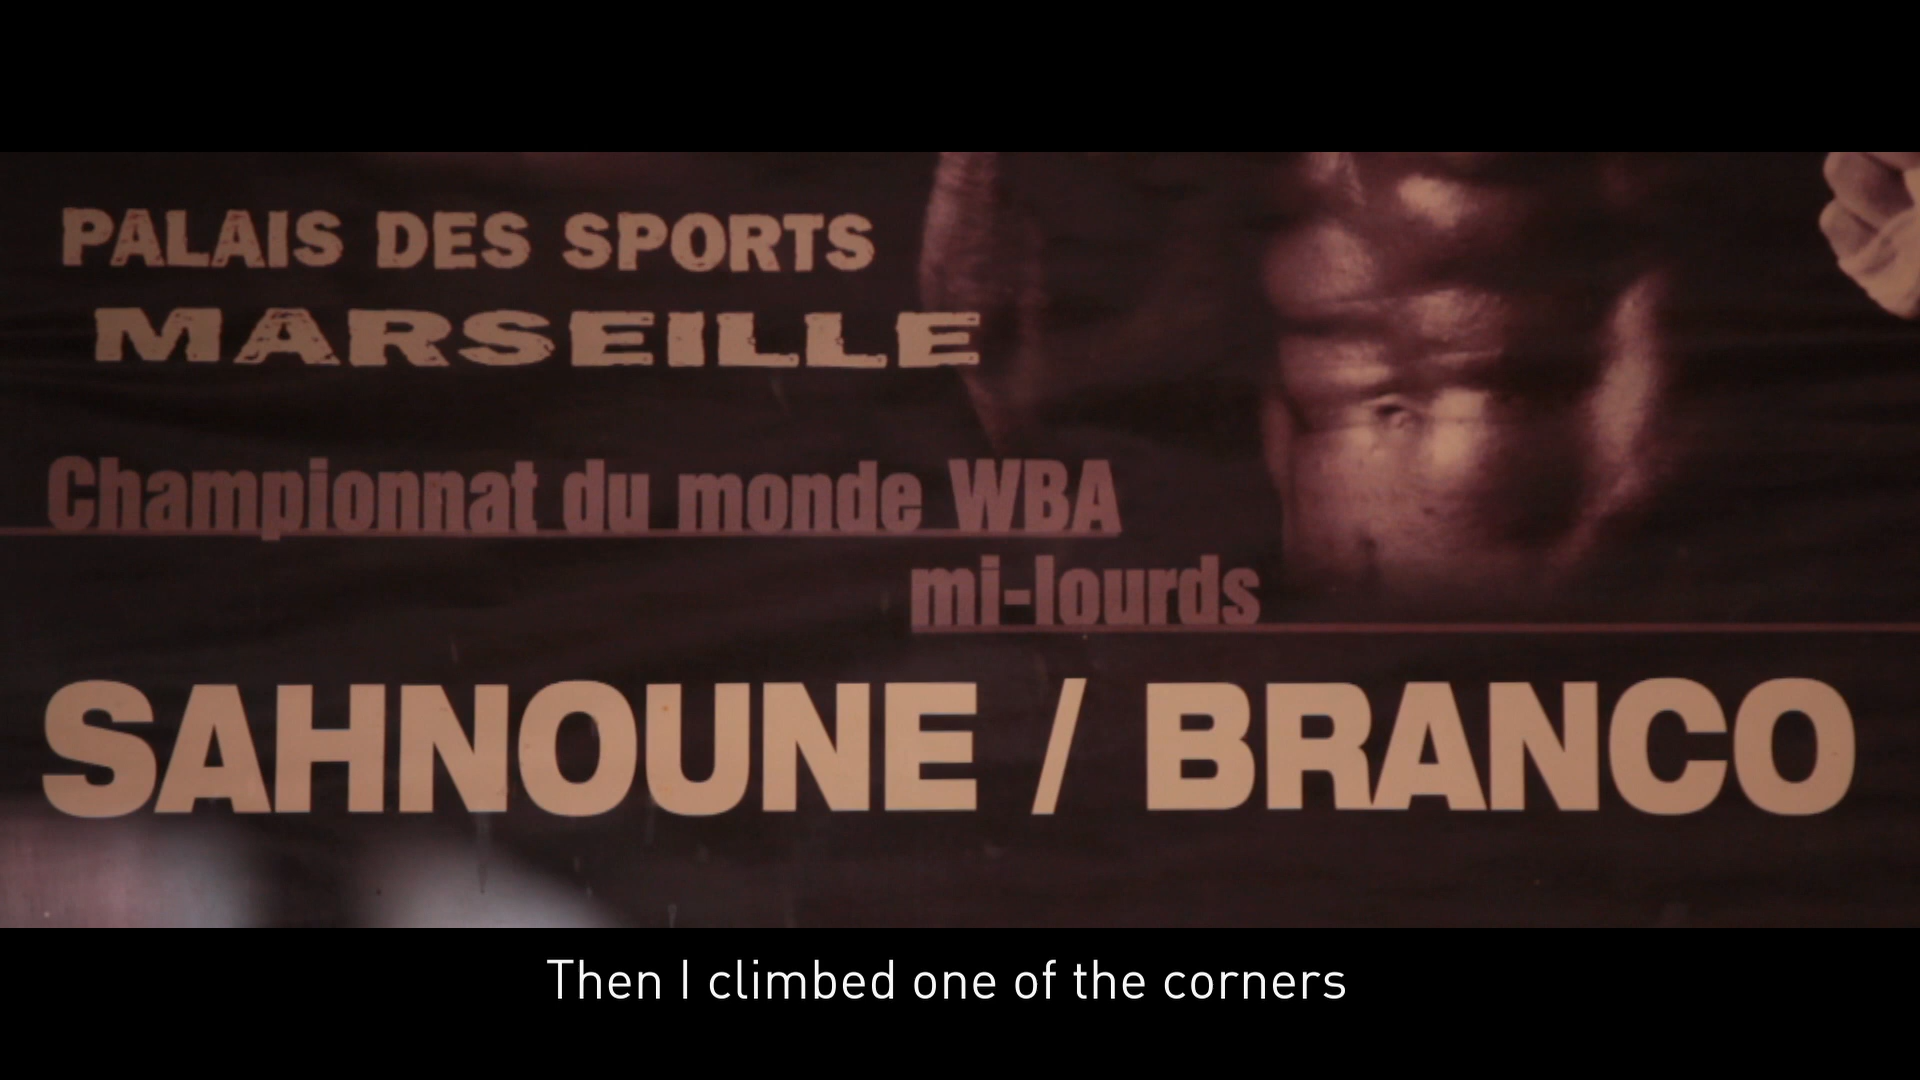 PALAIS DES SPORTS
MARSEILLE
Championnat du monde WBA
mi-lourds
SAHNOUNE / BRANCO
Then I climbed one of the corners